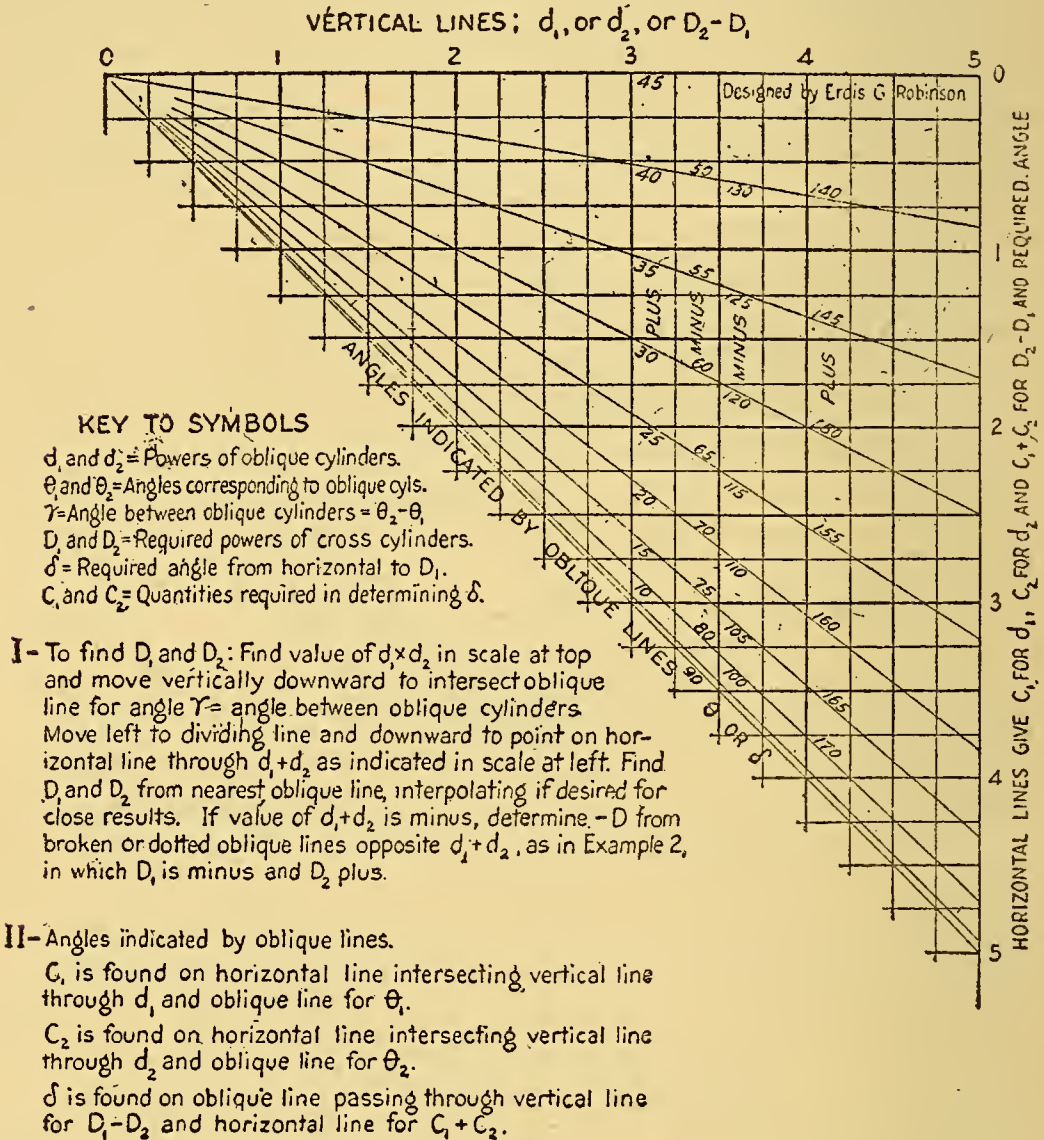 VERTICAL LINES; d₁, or d₂, or D₂-D₁
0 1 2 3 4 5
0
45
Designed by Erdis G Robinson
40 50 130 140
1
35 55 125 145
PLUS MINUS MINUS PLUS
30 60 120 150
2
25 65 115 155
20 70 110 160
3
15 75 105 165
10 80 100 170
90
4
5
ANGLES INDICATED BY OBLIQUE LINES θ OR δ
HORIZONTAL LINES GIVE C₁ FOR d₁, C₂ FOR d₂ AND C₁+C₂ FOR D₂-D₁ AND REQUIRED ANGLE
KEY TO SYMBOLS
d₁ and d₂= Powers of oblique cylinders.
θ₁ and θ₂=Angles corresponding to oblique cyls.
γ=Angle between oblique cylinders = θ₂-θ₁
D₁ and D₂=Required powers of cross cylinders.
δ= Required angle from horizontal to D₁.
C₁ and C₂= Quantities required in determining δ.
I- To find D₁ and D₂: Find value of d₁×d₂ in scale at top
and move vertically downward to intersect oblique
line for angle γ= angle between oblique cylinders
Move left to dividing line and downward to point on hor-
izontal line through d₁+d₂ as indicated in scale at left. Find
D₁ and D₂ from nearest oblique line, interpolating if desired for
close results. If value of d₁+d₂ is minus, determine -D from
broken or dotted oblique lines opposite d₁+d₂, as in Example 2,
in which D₁ is minus and D₂ plus.
II- Angles indicated by oblique lines.
C₁ is found on horizontal line intersecting vertical line
through d₁ and oblique line for θ₁.
C₂ is found on horizontal line intersecting vertical line
through d₂ and oblique line for θ₂.
δ is found on oblique line passing through vertical line
for D₁-D₂ and horizontal line for C₁+C₂.